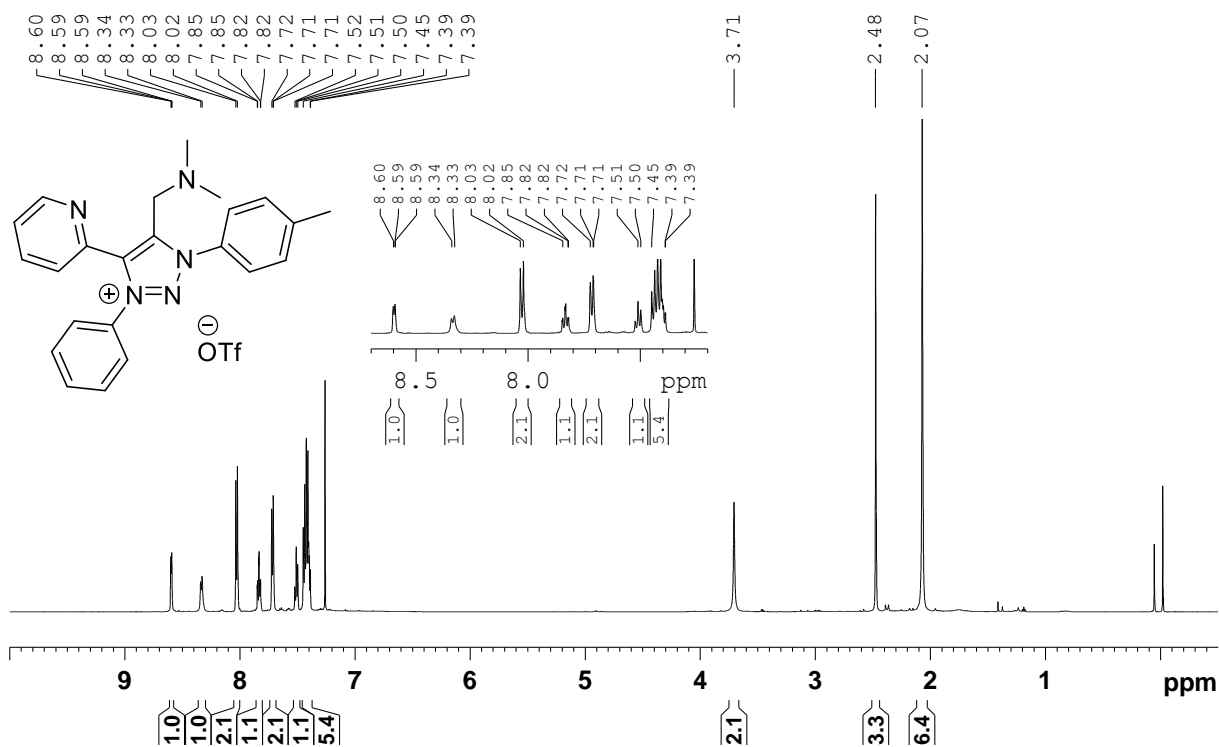 8.60 8.59 8.59 8.34 8.33 8.03 8.02 7.85 7.85 7.82 7.82 7.72 7.71 7.71 7.52 7.51 7.50 7.45 7.39 7.39
3.71
2.48
2.07
N
N
N
⊕ N
N
⊖
OTf
8.60 8.59 8.59 8.34 8.33 8.03 8.02 7.85 7.82 7.82 7.72 7.71 7.71 7.51 7.50 7.45 7.39 7.39
8.5 8.0 ppm
1.0 1.0 2.1 1.1 2.1 1.1 5.4
9 8 7 6 5 4 3 2 1 ppm
1.0 1.0 2.1 1.1 2.1 1.1 5.4 2.1 3.3 6.4